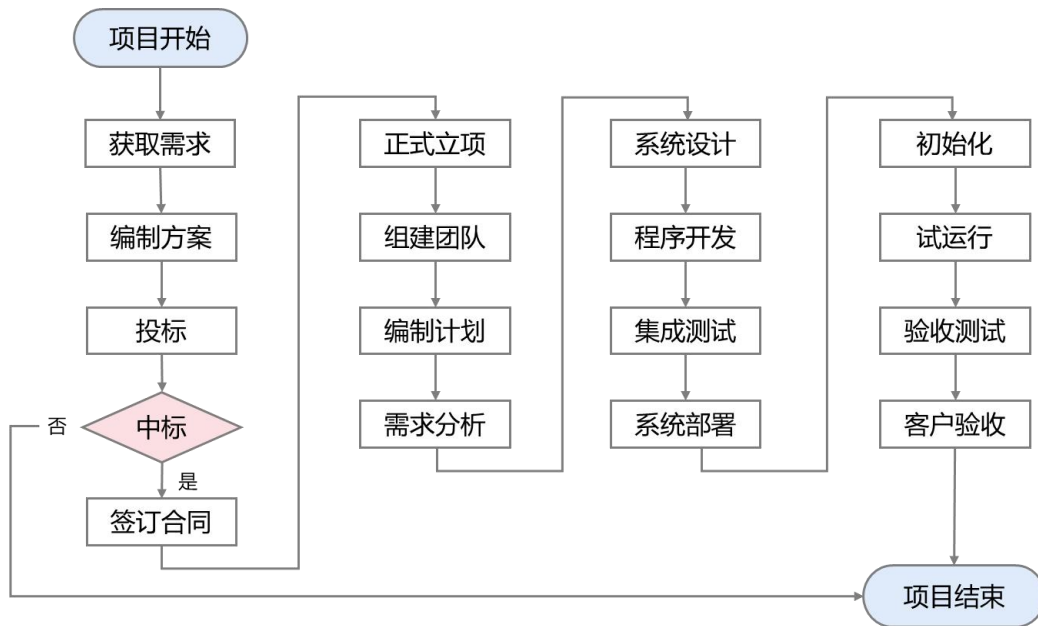 项目开始
获取需求
编制方案
投标
中标
否
是
签订合同
正式立项
组建团队
编制计划
需求分析
系统设计
程序开发
集成测试
系统部署
初始化
试运行
验收测试
客户验收
项目结束